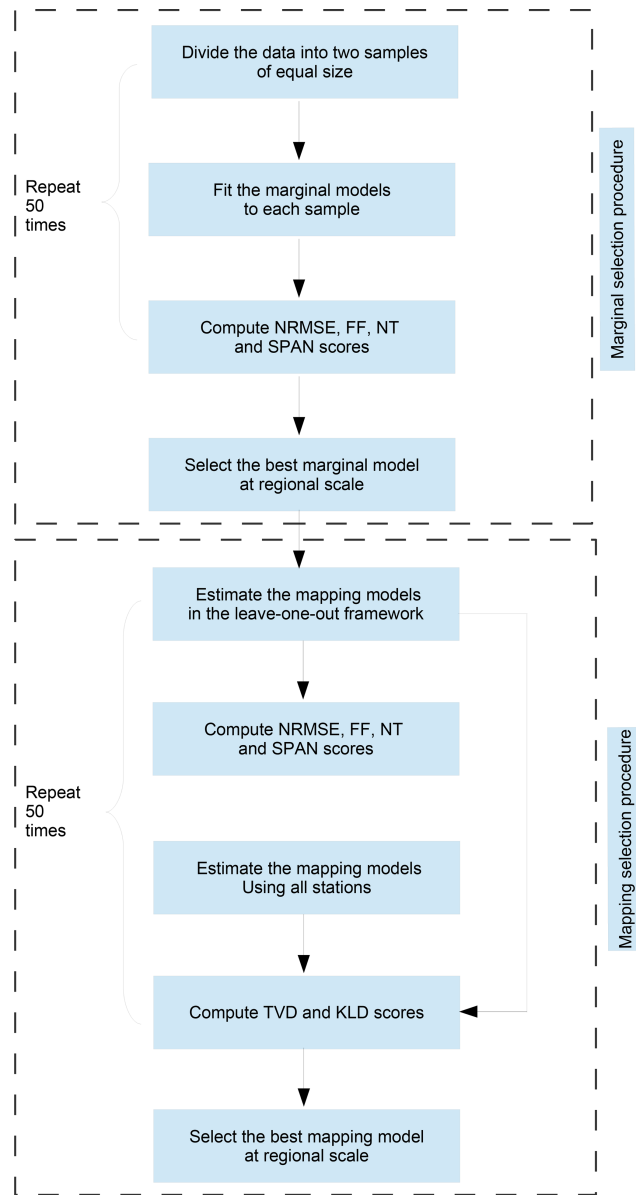 Divide the data into two samples
of equal size
Repeat
50
times
Fit the marginal models
to each sample
Compute NRMSE, FF, NT
and SPAN scores
Select the best marginal model
at regional scale
Marginal selection procedure
Estimate the mapping models
in the leave-one-out framework
Compute NRMSE, FF, NT
and SPAN scores
Repeat
50
times
Estimate the mapping models
Using all stations
Compute TVD and KLD scores
Select the best mapping model
at regional scale
Mapping selection procedure